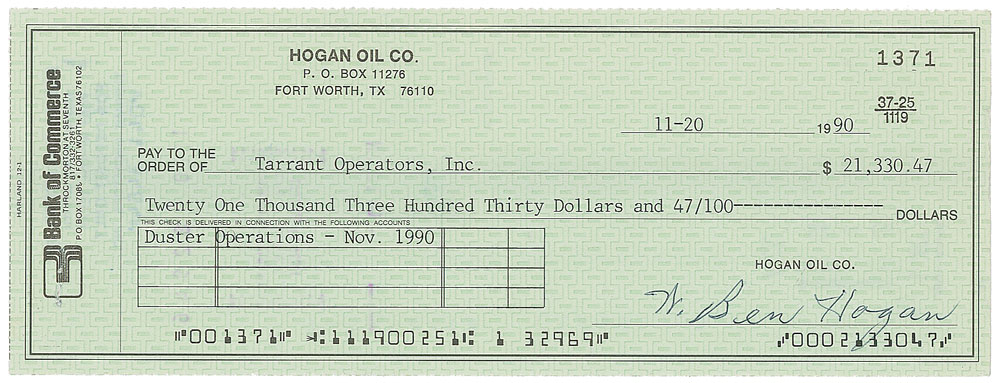 HOGAN OIL CO.
P. O. BOX 11276
FORT WORTH, TX 76110
1371
37-25
1119
11-20 1990
PAY TO THE
ORDER OF Tarrant Operators, Inc. $ 21,330.47
Twenty One Thousand Three Hundred Thirty Dollars and 47/100---------------- DOLLARS
THIS CHECK IS DELIVERED IN CONNECTION WITH THE FOLLOWING ACCOUNTS
Duster Operations - Nov. 1990
HOGAN OIL CO.
W. Ben Hogan
⑈001371⑈ ⑆111900251⑆ 1 32969⑈ ⑈0002133047⑈
Bank of Commerce
THROCKMORTON AT SEVENTH
817/332-3261
P.O. BOX 17086 • FORT WORTH, TEXAS 76102
HARLAND 12-1